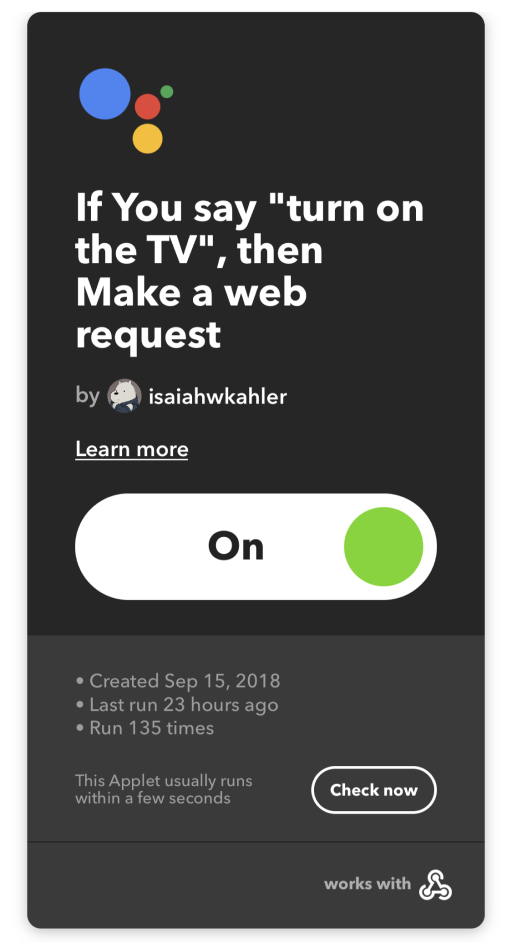 If You say "turn on
the TV", then
Make a web
request
by isaiahwkahler
Learn more
On
• Created Sep 15, 2018
• Last run 23 hours ago
• Run 135 times
This Applet usually runs
within a few seconds
Check now
works with